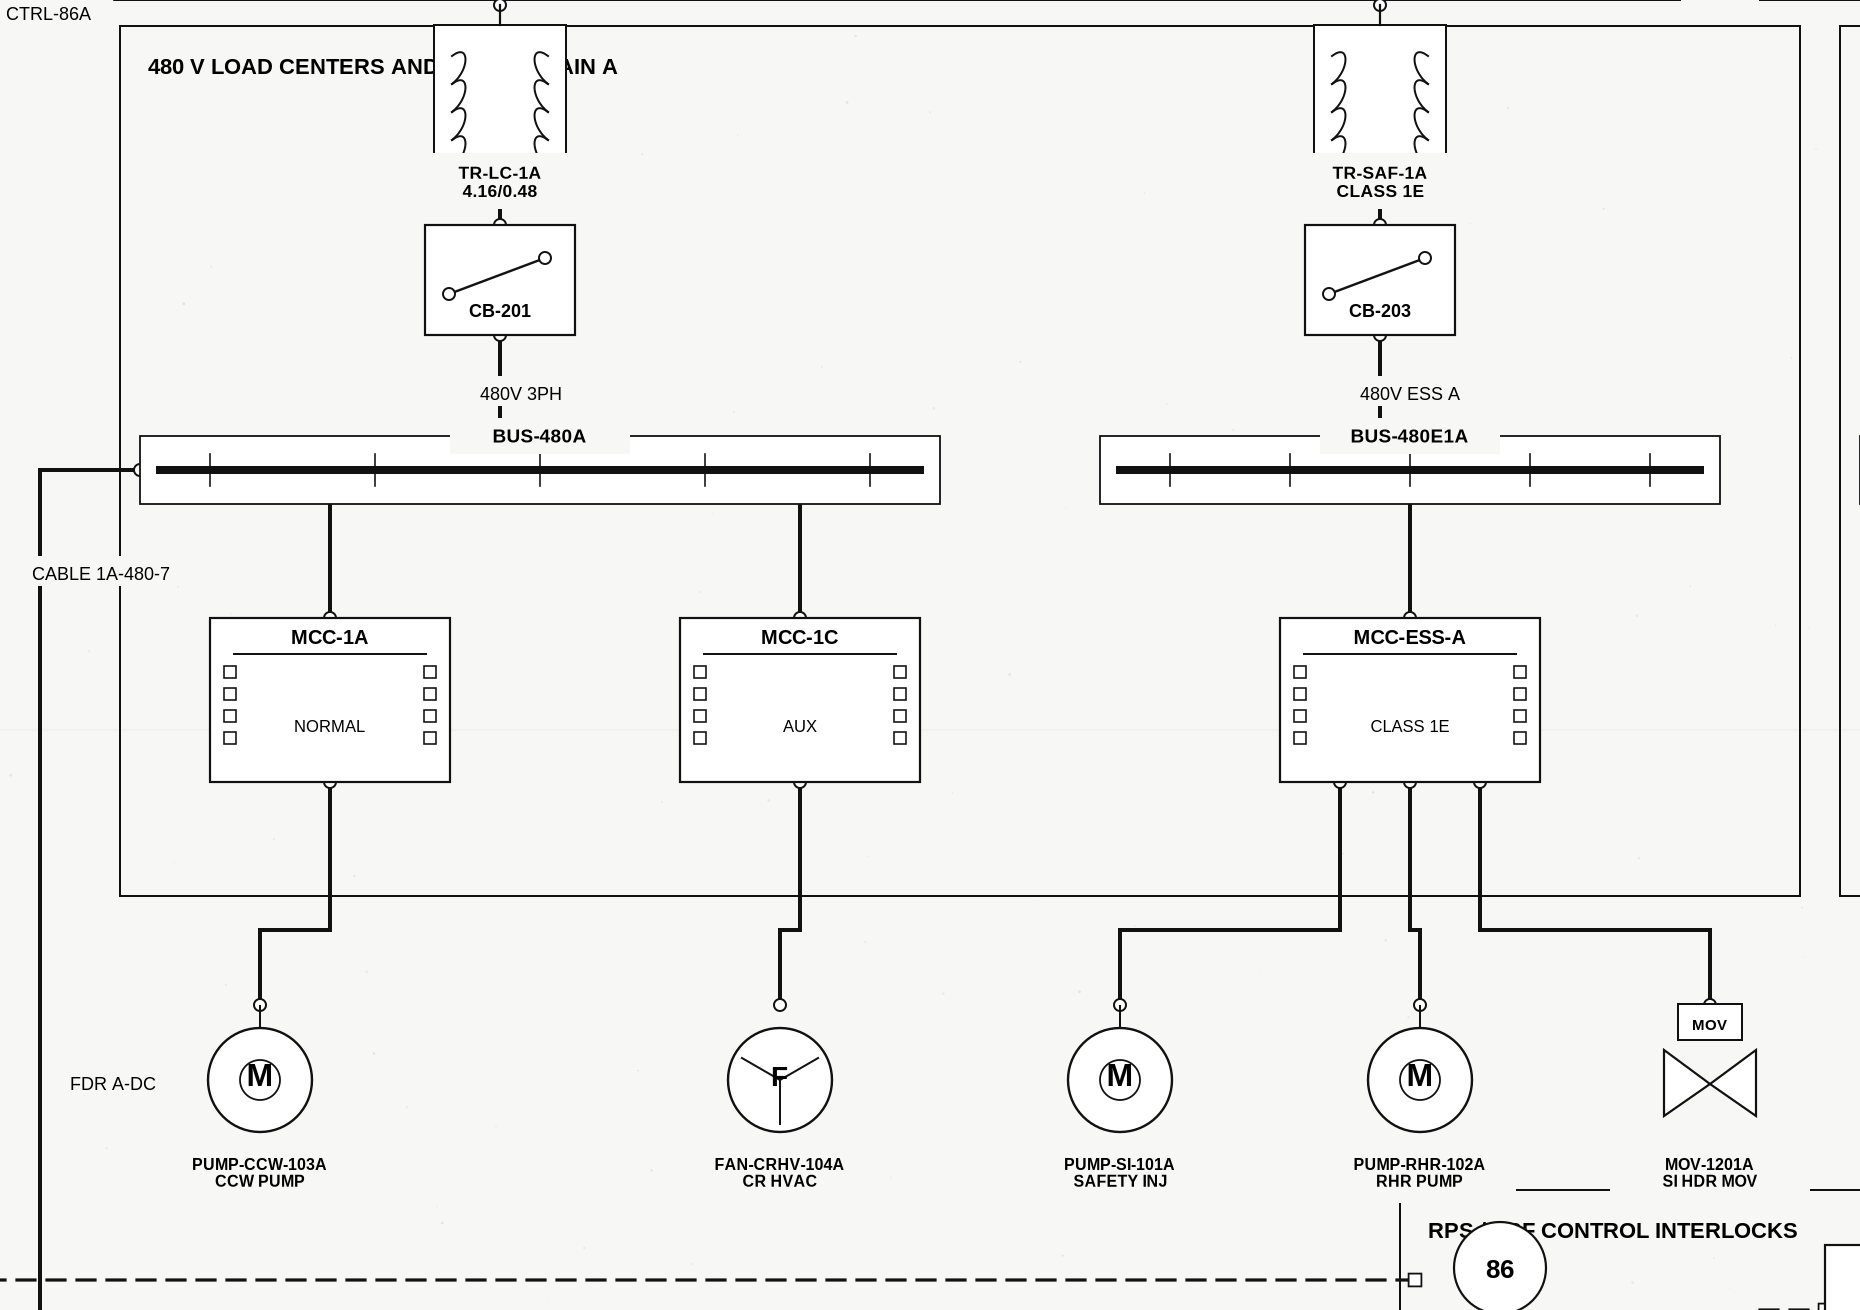 CTRL-86A
480 V LOAD CENTERS AND AIN A
TR-LC-1A
4.16/0.48
TR-SAF-1A
CLASS 1E
CB-201
CB-203
480V 3PH
480V ESS A
BUS-480A
BUS-480E1A
CABLE 1A-480-7
MCC-1A
MCC-1C
MCC-ESS-A
NORMAL
AUX
CLASS 1E
MOV
M
F
M
M
FDR A-DC
PUMP-CCW-103A
CCW PUMP
FAN-CRHV-104A
CR HVAC
PUMP-SI-101A
SAFETY INJ
PUMP-RHR-102A
RHR PUMP
MOV-1201A
SI HDR MOV
RPS CONTROL INTERLOCKS
86